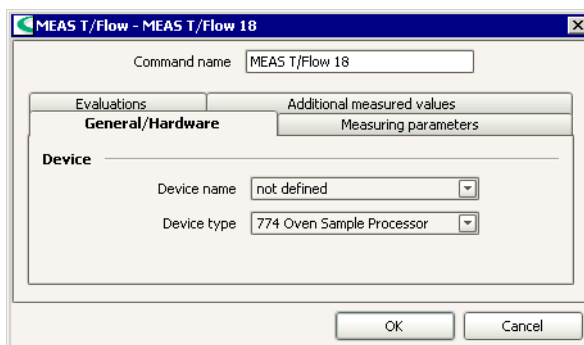 MEAS T/Flow - MEAS T/Flow 18
Command name MEAS T/Flow 18
Evaluations Additional measured values
General/Hardware Measuring parameters
Device
Device name not defined
Device type 774 Oven Sample Processor
OK Cancel